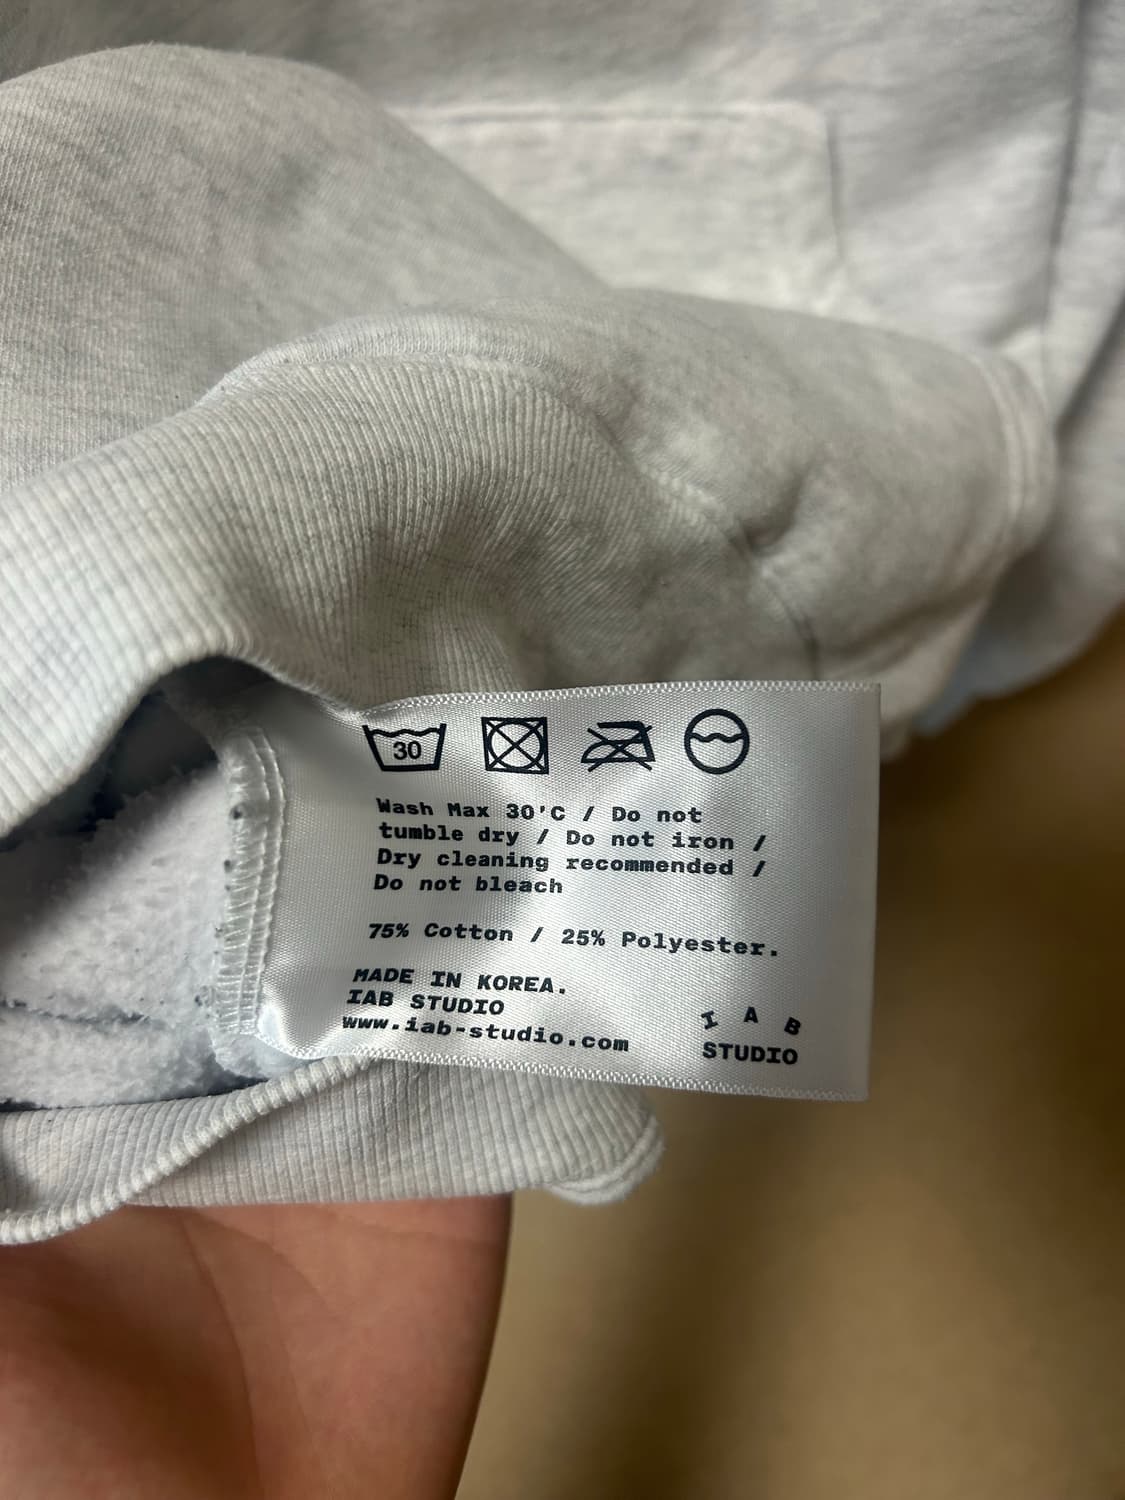 30
Wash Max 30'C / Do not
tumble dry / Do not iron /
Dry cleaning recommended /
Do not bleach
75% Cotton / 25% Polyester.
MADE IN KOREA.
IAB STUDIO
www.iab-studio.com
I A B
STUDIO